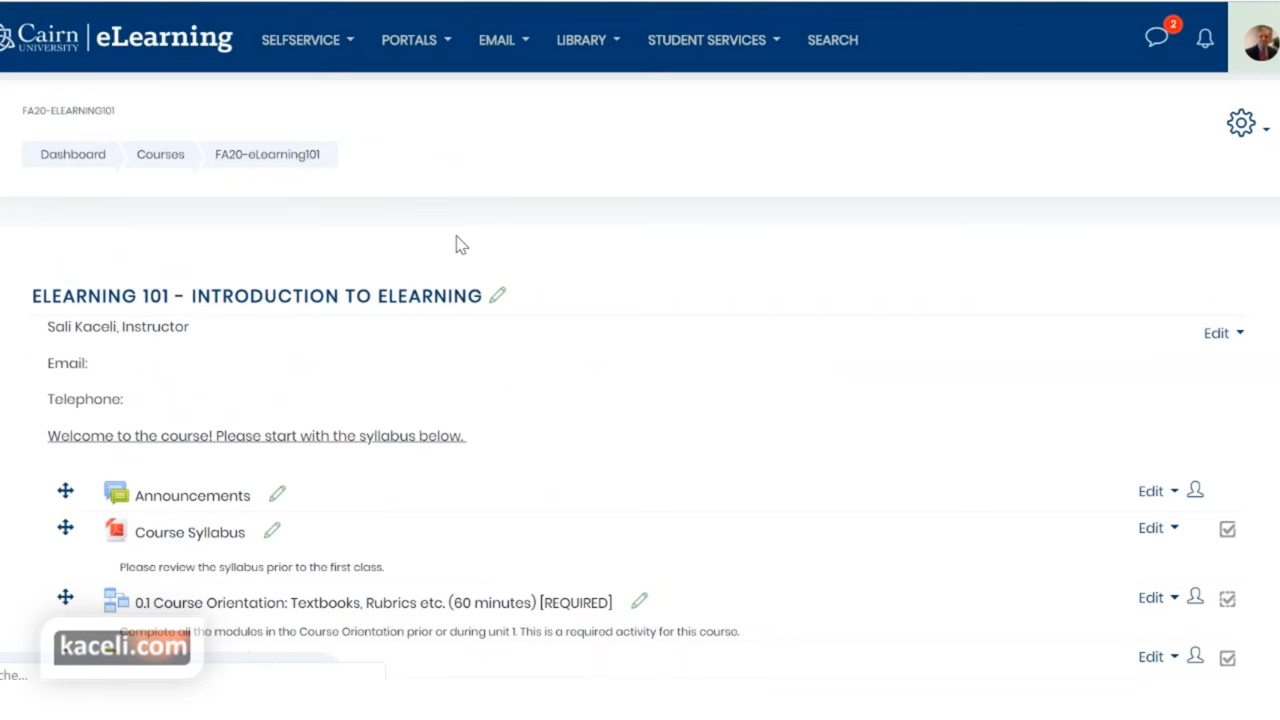 Cairn UNIVERSITY eLearning SELFSERVICE PORTALS EMAIL LIBRARY STUDENT SERVICES SEARCH 2
FA20-ELEARNING101
Dashboard Courses FA20-eLearning101
ELEARNING 101 - INTRODUCTION TO ELEARNING
Sali Kaceli, Instructor Edit
Email:
Telephone:
Welcome to the course! Please start with the syllabus below.
Announcements Edit
Course Syllabus Edit
Please review the syllabus prior to the first class.
0.1 Course Orientation: Textbooks, Rubrics etc. (60 minutes) [REQUIRED] Edit
Complete all the modules in the Course Orientation prior or during unit 1. This is a required activity for this course.
kaceli.com
Edit
che...